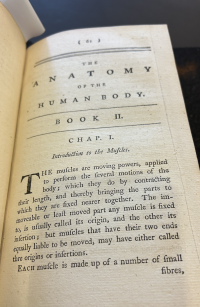 [ 61 ]
THE
ANATOMY
OF THE
HUMAN BODY.
BOOK II.
CHAP. I.
Introduction to the Muſcles.
THE muſcles are moving powers, applied
to perform the ſeveral motions of the
body; which they do by contracting
their length, and thereby bringing the parts to
which they are fixed nearer together. The im-
moveable or leaſt moved part any muſcle is fixed
to, is uſually called its origin, and the other its
inſertion; but muſcles that have their two ends
equally liable to be moved, may have either called
their origins or inſertions.
EACH muſcle is made up of a number of ſmall
fibres,